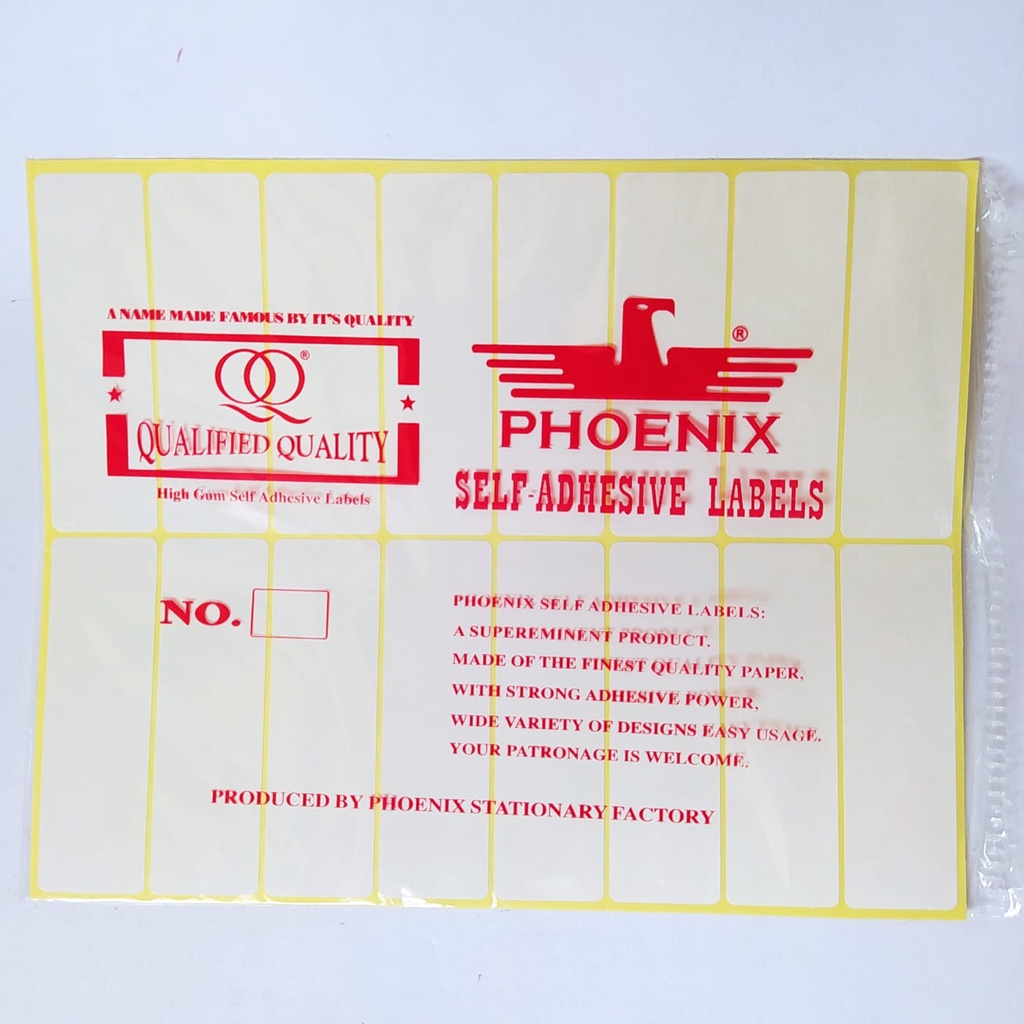 A NAME MADE FAMOUS BY IT'S QUALITY
QQ®
QUALIFIED QUALITY
High Gum Self Adhesive Labels
®
PHOENIX
SELF-ADHESIVE LABELS
NO.
PHOENIX SELF ADHESIVE LABELS:
A SUPEREMINENT PRODUCT.
MADE OF THE FINEST QUALITY PAPER,
WITH STRONG ADHESIVE POWER,
WIDE VARIETY OF DESIGNS EASY USAGE.
YOUR PATRONAGE IS WELCOME.
PRODUCED BY PHOENIX STATIONARY FACTORY